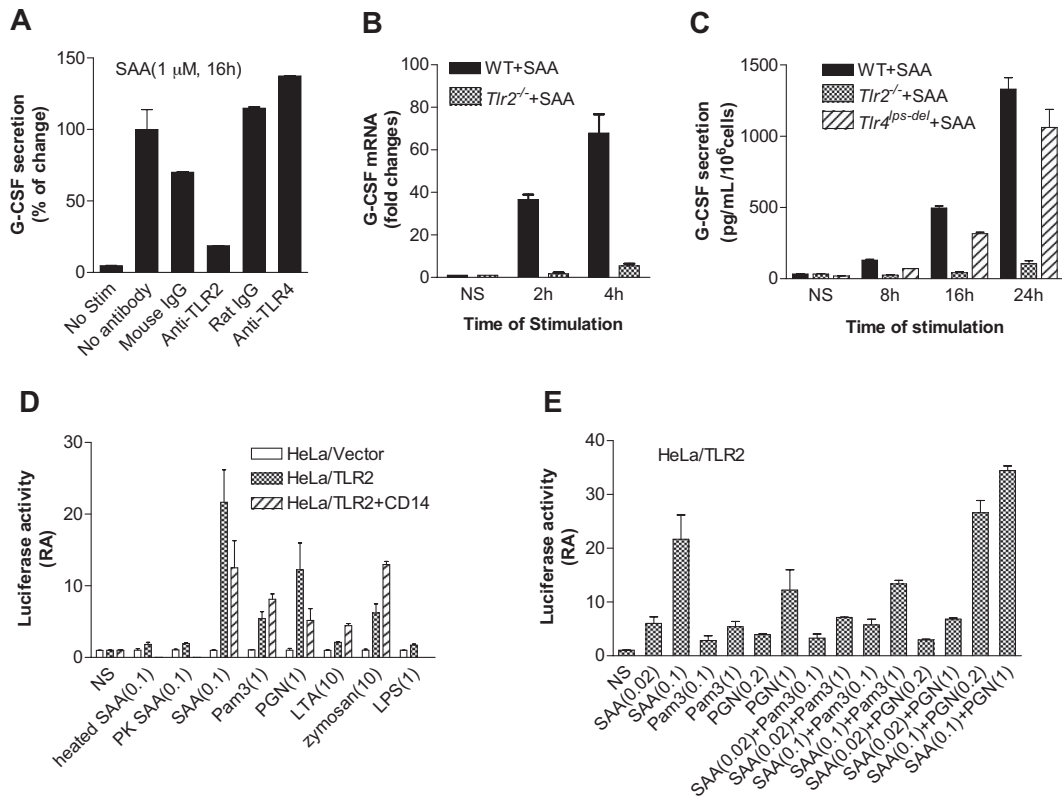 A
SAA(1 µM, 16h)
G-CSF secretion
(% of change)
150
100
50
0
No Stim
No antibody
Mouse IgG
Anti-TLR2
Rat IgG
Anti-TLR4
B
WT+SAA
Tlr2-/-+SAA
G-CSF mRNA
(fold changes)
100
80
60
40
20
0
NS
2h
4h
Time of Stimulation
C
WT+SAA
Tlr2-/-+SAA
Tlr4lps-del+SAA
G-CSF secretion
(pg/mL/10^6cells)
1500
1000
500
0
NS
8h
16h
24h
Time of stimulation
D
HeLa/Vector
HeLa/TLR2
HeLa/TLR2+CD14
Luciferase activity
(RA)
30
20
10
0
NS
heated SAA(0.1)
PK SAA(0.1)
SAA(0.1)
Pam3(1)
PGN(1)
LTA(10)
zymosan(10)
LPS(1)
E
HeLa/TLR2
Luciferase activity
(RA)
40
30
20
10
0
NS
SAA(0.02)
SAA(0.1)
Pam3(0.1)
Pam3(1)
PGN(0.2)
PGN(1)
SAA(0.02)+Pam3(0.1)
SAA(0.02)+Pam3(1)
SAA(0.1)+Pam3(0.1)
SAA(0.1)+Pam3(1)
SAA(0.02)+PGN(0.2)
SAA(0.02)+PGN(1)
SAA(0.1)+PGN(0.2)
SAA(0.1)+PGN(1)